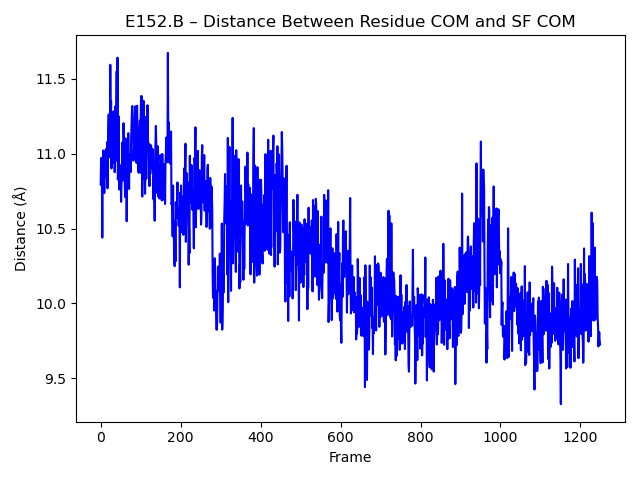 E152.B – Distance Between Residue COM and SF COM
Distance (Å)
11.5
11.0
10.5
10.0
9.5
0 200 400 600 800 1000 1200
Frame